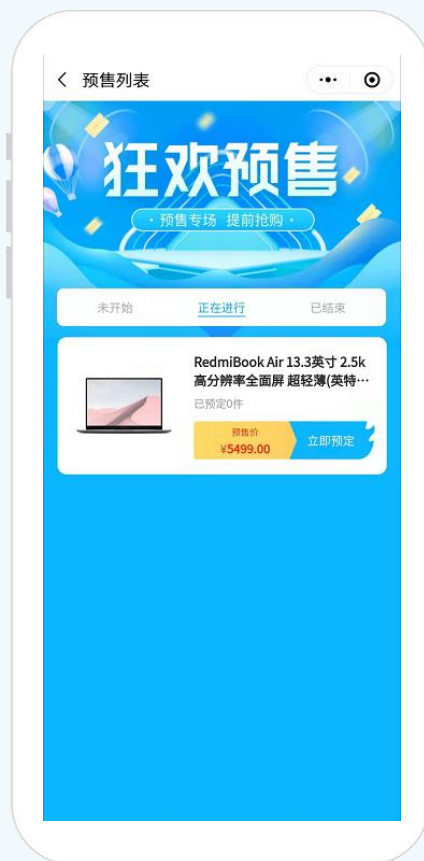 预售列表
狂欢预售
·预售专场 提前抢购·
未开始 正在进行 已结束
RedmiBook Air 13.3英寸 2.5k
高分辨率全面屏 超轻薄(英特···
已预定0件
预售价
¥5499.00
立即预定